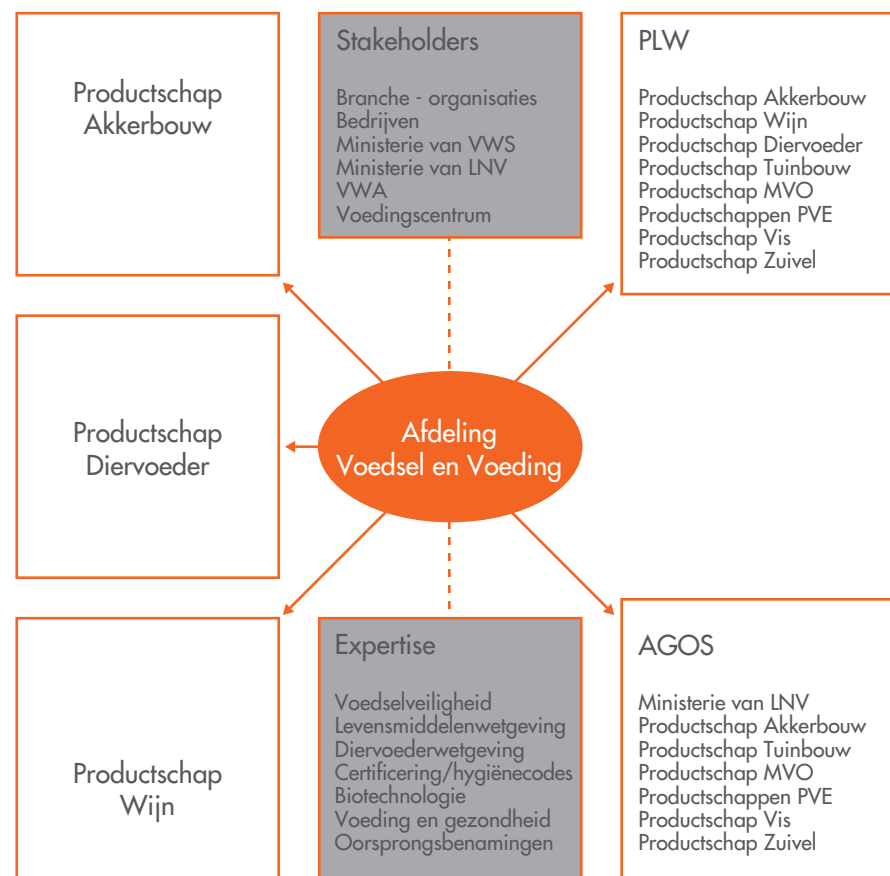 Productschap
Akkerbouw
Stakeholders
Branche - organisaties
Bedrijven
Ministerie van VWS
Ministerie van LNV
VWA
Voedingscentrum
PLW
Productschap Akkerbouw
Productschap Wijn
Productschap Diervoeder
Productschap Tuinbouw
Productschap MVO
Productschappen PVE
Productschap Vis
Productschap Zuivel
Productschap
Diervoeder
Afdeling
Voedsel en Voeding
Productschap
Wijn
Expertise
Voedselveiligheid
Levensmiddelenwetgeving
Diervoederwetgeving
Certificering/hygiënecodes
Biotechnologie
Voeding en gezondheid
Oorsprongsbenamingen
AGOS
Ministerie van LNV
Productschap Akkerbouw
Productschap Tuinbouw
Productschap MVO
Productschappen PVE
Productschap Vis
Productschap Zuivel